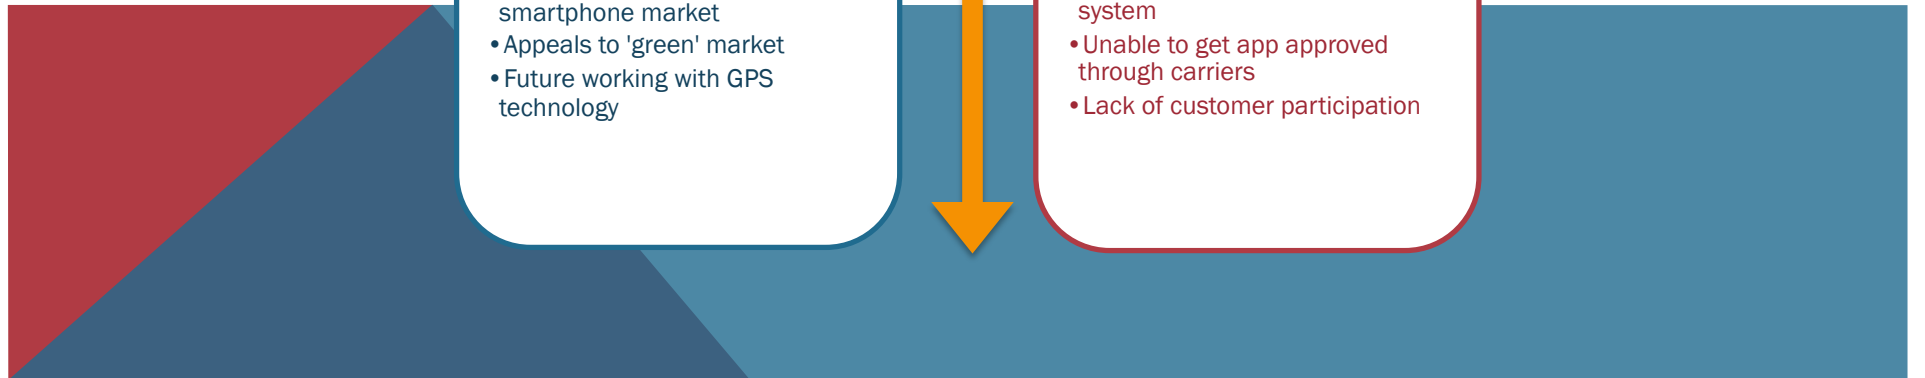 smartphone market
•Appeals to 'green' market
•Future working with GPS
technology
system
•Unable to get app approved
through carriers
•Lack of customer participation